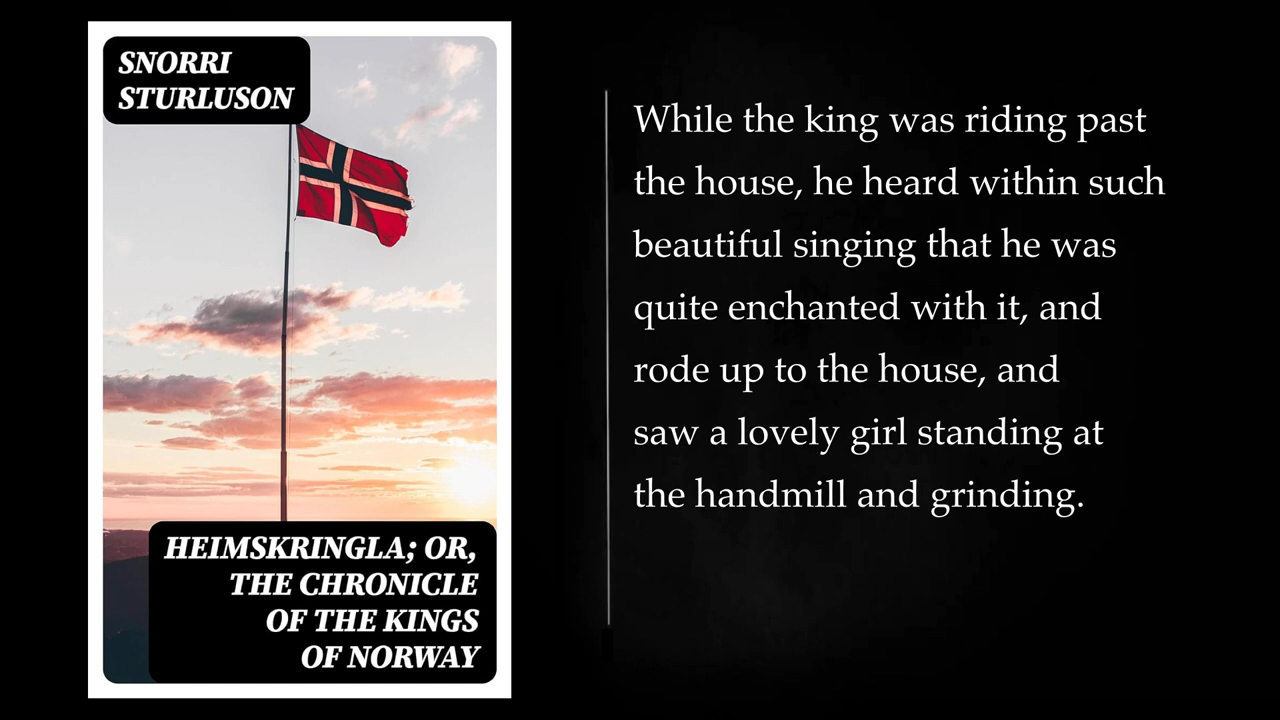 SNORRI
STURLUSON
HEIMSKRINGLA; OR,
THE CHRONICLE
OF THE KINGS
OF NORWAY
While the king was riding past
the house, he heard within such
beautiful singing that he was
quite enchanted with it, and
rode up to the house, and
saw a lovely girl standing at
the handmill and grinding.